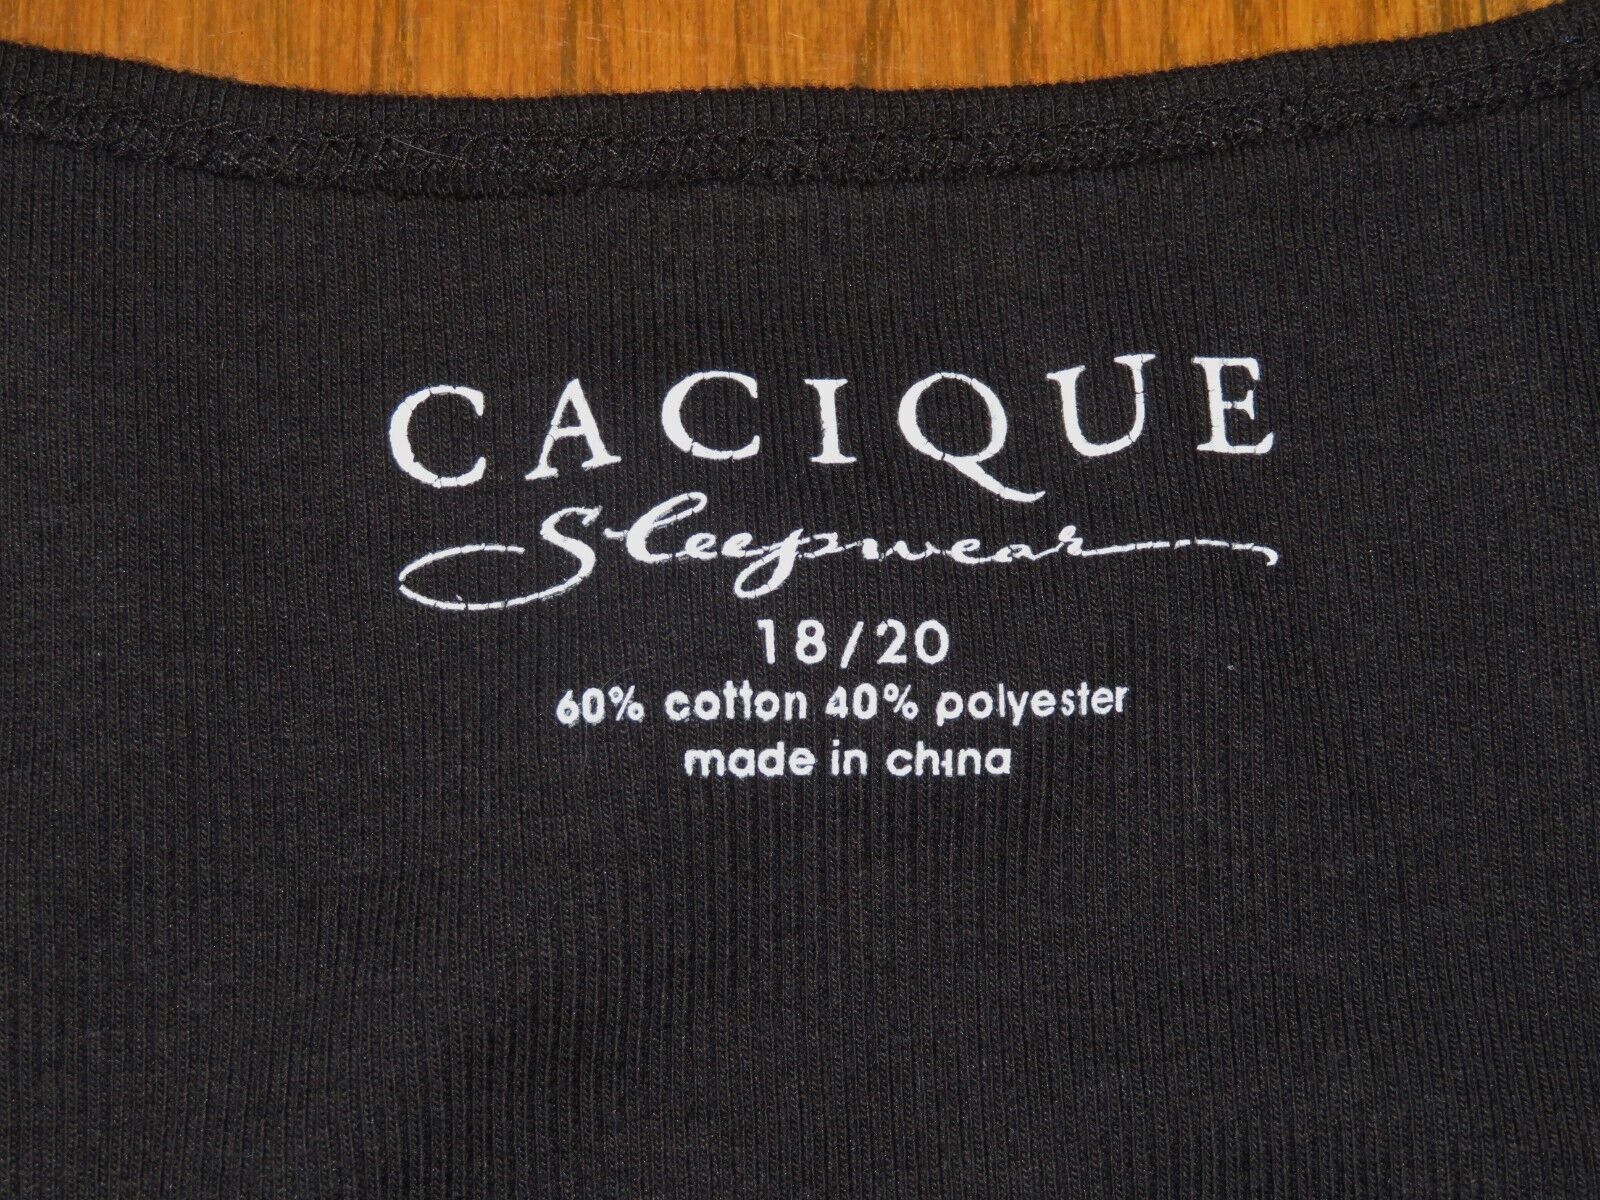 CACIQUE
Sleepwear
18/20
60% cotton 40% polyester
made in china